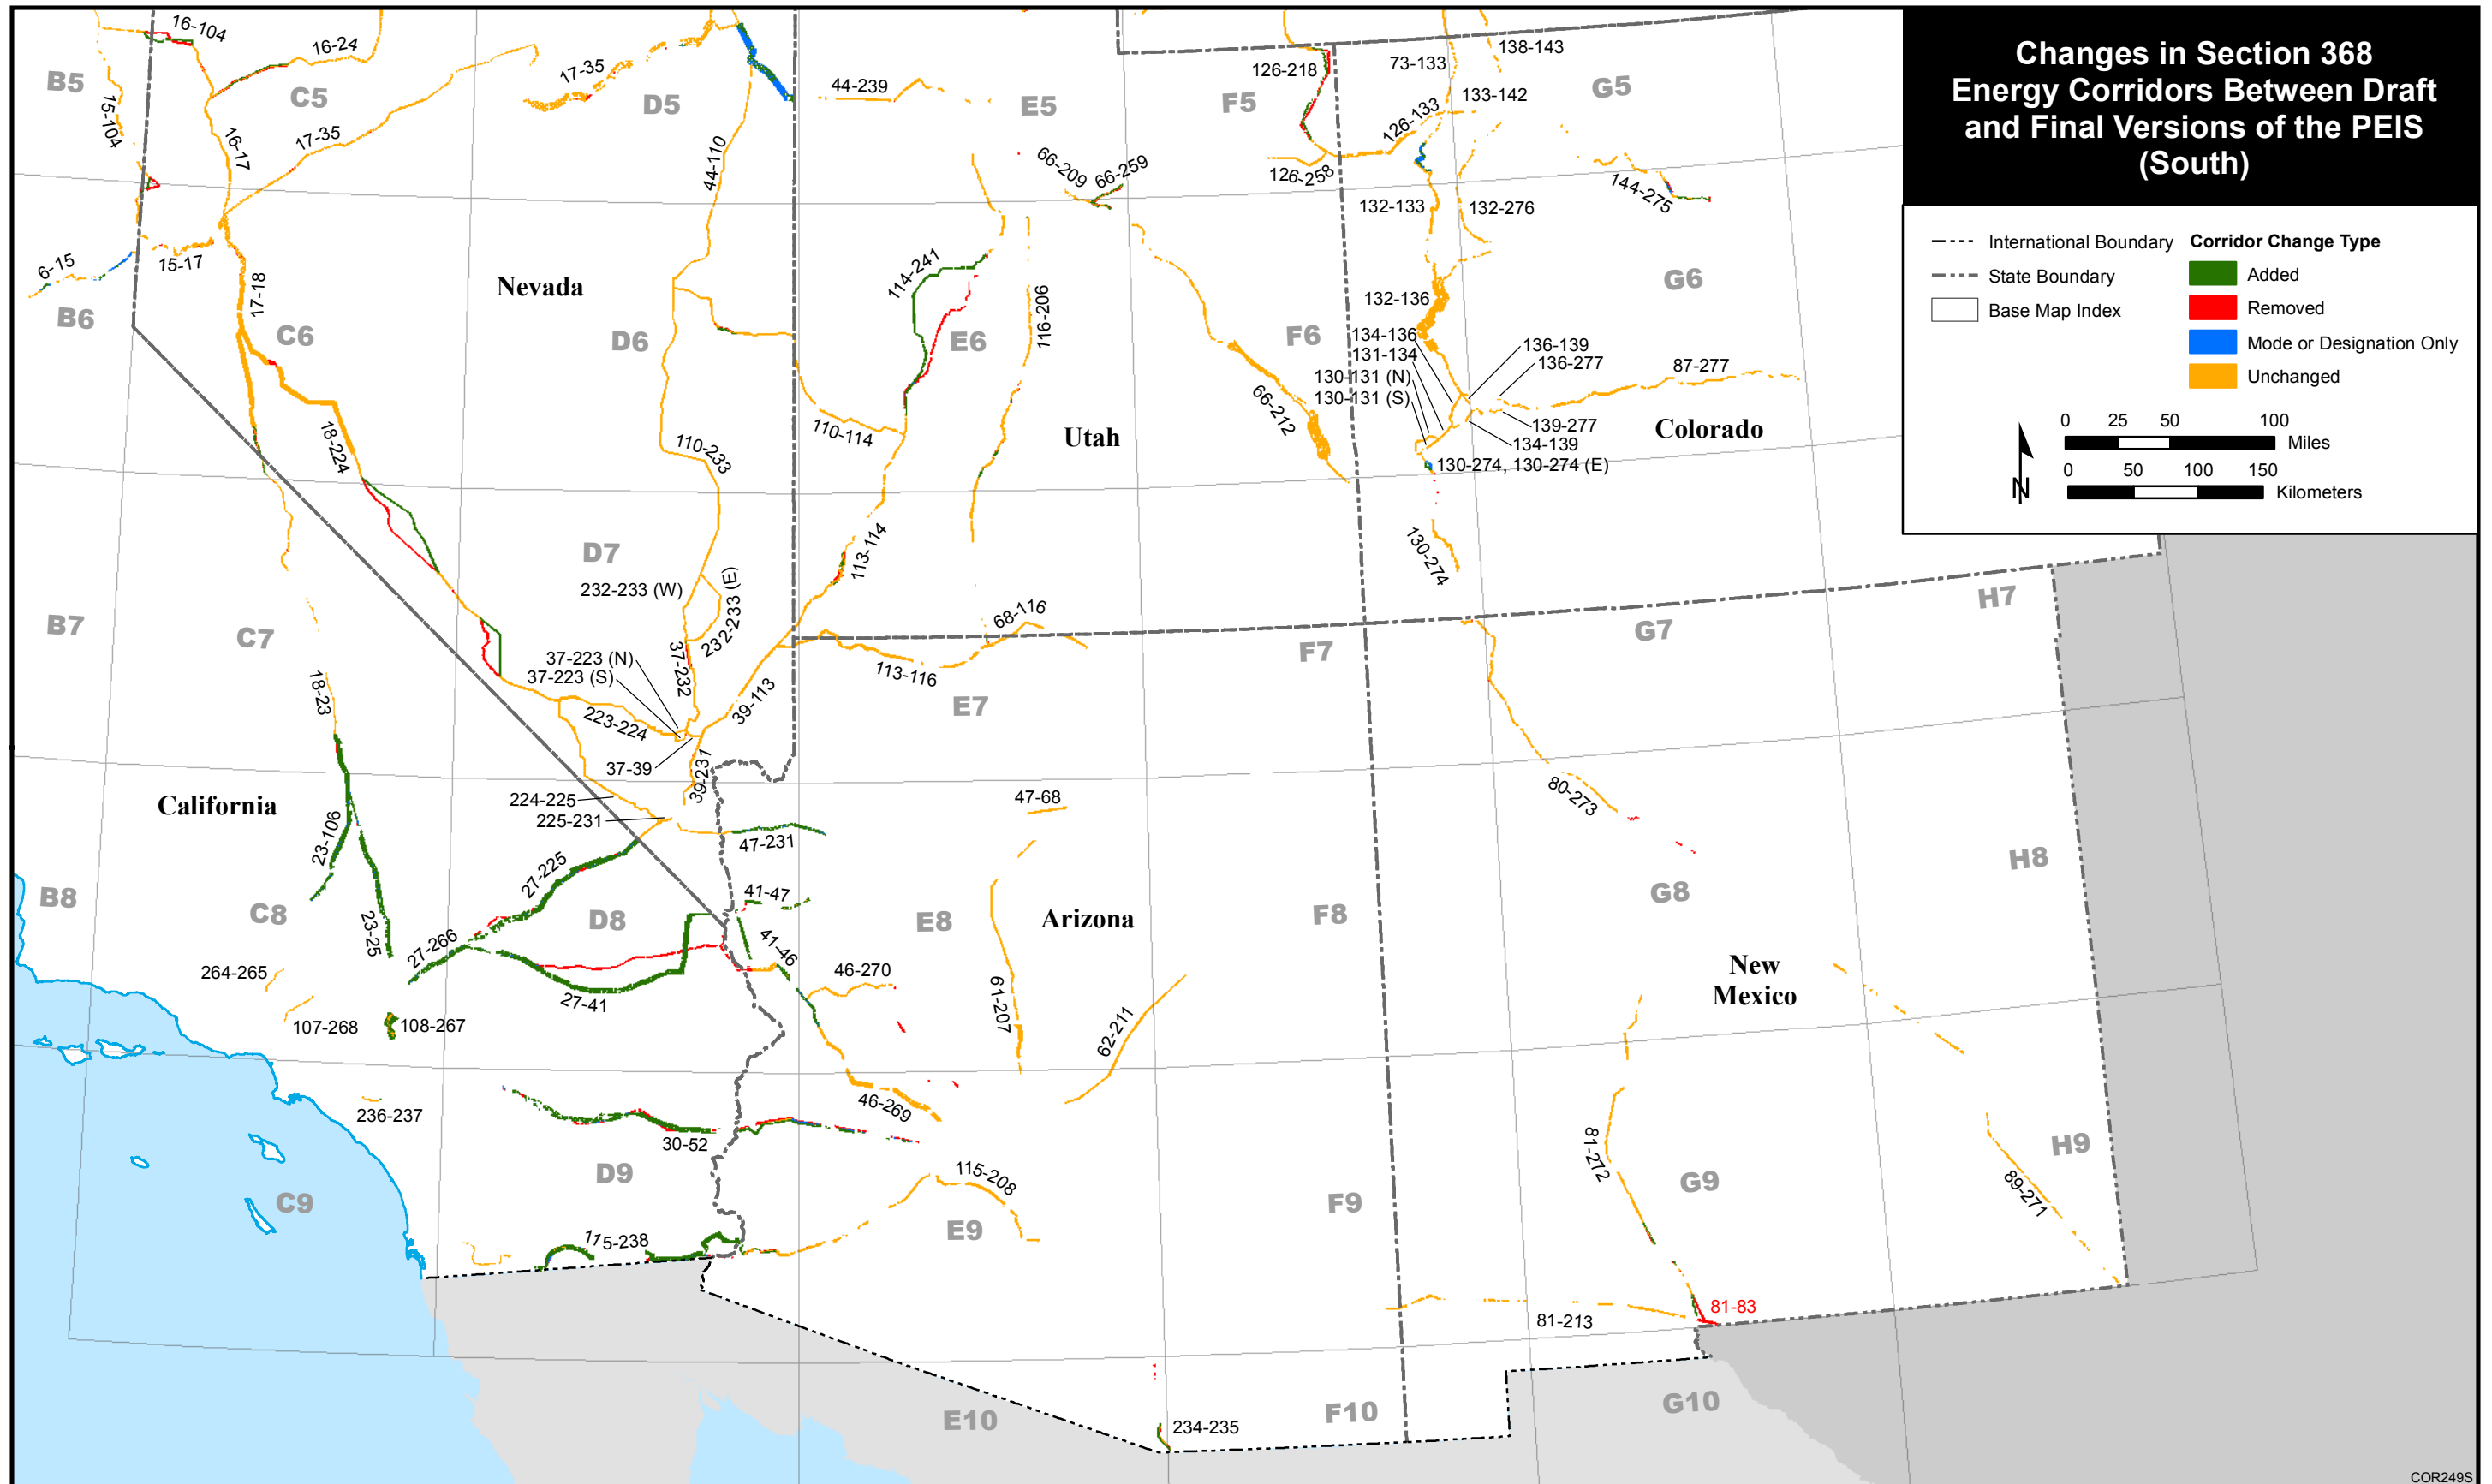 Changes in Section 368
Energy Corridors Between Draft
and Final Versions of the PEIS
(South)
International Boundary
State Boundary
Base Map Index
Corridor Change Type
Added
Removed
Mode or Designation Only
Unchanged
0 25 50 100
Miles
0 50 100 150
Kilometers
N
16-104
16-24
17-35
138-143
126-218
73-133
B5
C5
17-35
D5
44-239
E5
F5
133-142
G5
15-104
16-17
126-133
44-110
66-209
66-259
126-258
144-275
132-133
132-276
6-15
15-17
17-18
Nevada
114-241
116-206
G6
B6
C6
D6
E6
F6
132-136
134-136
131-134
130-131 (N)
130-131 (S)
136-139
136-277
87-277
66-212
139-277
134-139
Colorado
130-274, 130-274 (E)
18-224
110-233
110-114
Utah
113-114
130-274
D7
232-233 (W)
232-233 (E)
68-116
H7
B7
C7
G7
F7
37-223 (N)
37-223 (S)
37-232
113-116
18-23
223-224
39-113
E7
37-39
39-231
California
224-225
225-231
47-68
80-273
23-106
47-231
27-225
H8
B8
C8
D8
41-47
E8
Arizona
F8
G8
23-25
27-266
41-46
264-265
46-270
New
Mexico
27-41
61-207
107-268
108-267
62-211
236-237
46-269
30-52
81-272
H9
D9
115-208
G9
89-271
C9
F9
E9
175-238
81-83
81-213
E10
F10
G10
234-235
COR249S